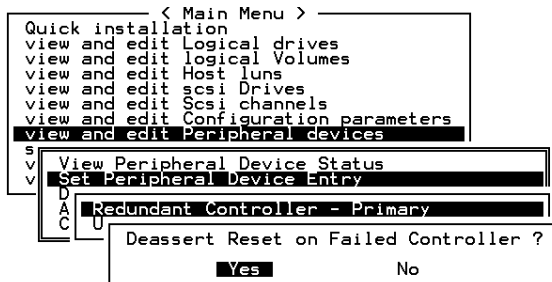 < Main Menu >
Quick installation
view and edit Logical drives
view and edit logical Volumes
view and edit Host luns
view and edit scsi Drives
view and edit Scsi channels
view and edit Configuration parameters
view and edit Peripheral devices
s
v View Peripheral Device Status
v Set Peripheral Device Entry
D
A Redundant Controller - Primary
C U
Deassert Reset on Failed Controller ?
Yes No